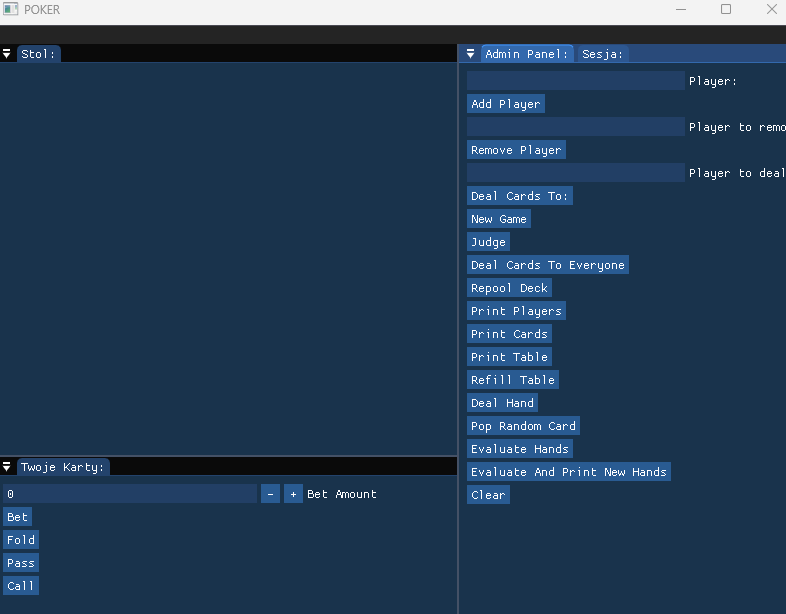 POKER
Stol:
Admin Panel: Sesja:
Player:
Add Player
Player to remo
Remove Player
Player to deal
Deal Cards To:
New Game
Judge
Deal Cards To Everyone
Repool Deck
Print Players
Print Cards
Print Table
Refill Table
Deal Hand
Pop Random Card
Evaluate Hands
Evaluate And Print New Hands
Clear
Twoje Karty:
0 - + Bet Amount
Bet
Fold
Pass
Call